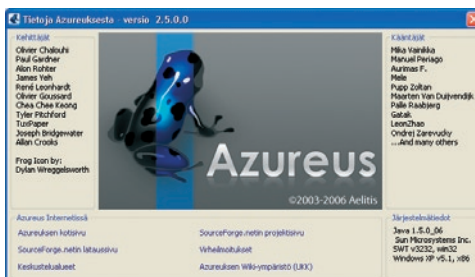 Tietoja Azureuksesta - versio 2.5.0.0
Kehittäjät
Olivier Chalouhi
Paul Gardner
Alon Rohter
James Yeh
René Leonhardt
Olivier Goussard
Chea Chee Keong
Tyler Pitchford
TuxPaper
Joseph Bridgewater
Allan Crooks
Frog Icon by:
Dylan Wreggelsworth
AZUREUS
©2003-2006 Aelitis
Kääntäjät
Mika Vainikka
Manuel Periago
Aurimas F.
Mele
Pupp Zoltan
Maarten Van Duijvendijk
Palle Raabjerg
Gatak
LeonZhao
Ondrej Zarevucky
...And many others
Azureus Internetissä
Azureuksen kotisivu
SourceForge.netin lataussivu
Keskustelualueet
SourceForge.netin projektisivu
Virheilmoitukset
Azureuksen Wiki-ympäristö (UKK)
Järjestelmätiedot
Java 1.5.0_06
Sun Microsystems Inc.
SWT v3232, win32
Windows XP v5.1, x86